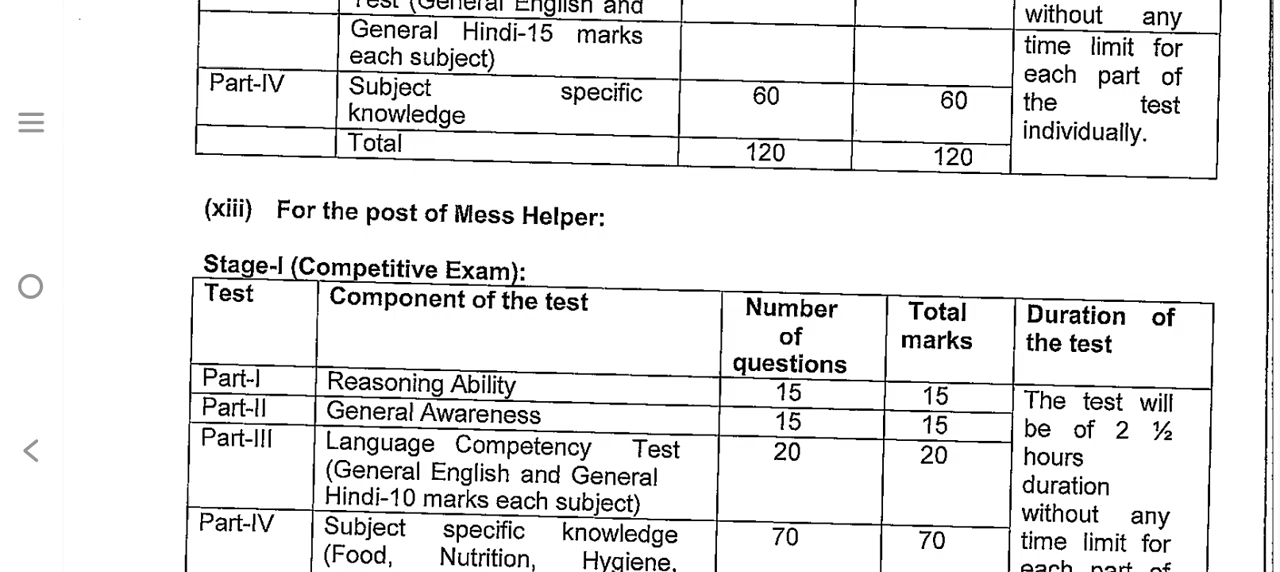 Test (General English and
General Hindi-15 marks
each subject)
without any
time limit for
each part of
the test
individually.
Part-IV Subject specific knowledge 60 60
Total 120 120
(xiii) For the post of Mess Helper:
Stage-I (Competitive Exam):
Test Component of the test Number of questions Total marks Duration of the test
Part-I Reasoning Ability 15 15
Part-II General Awareness 15 15
Part-III Language Competency Test 20 20
(General English and General
Hindi-10 marks each subject)
Part-IV Subject specific knowledge 70 70
(Food, Nutrition, Hygiene,
The test will
be of 2 ½
hours
duration
without any
time limit for
each part of